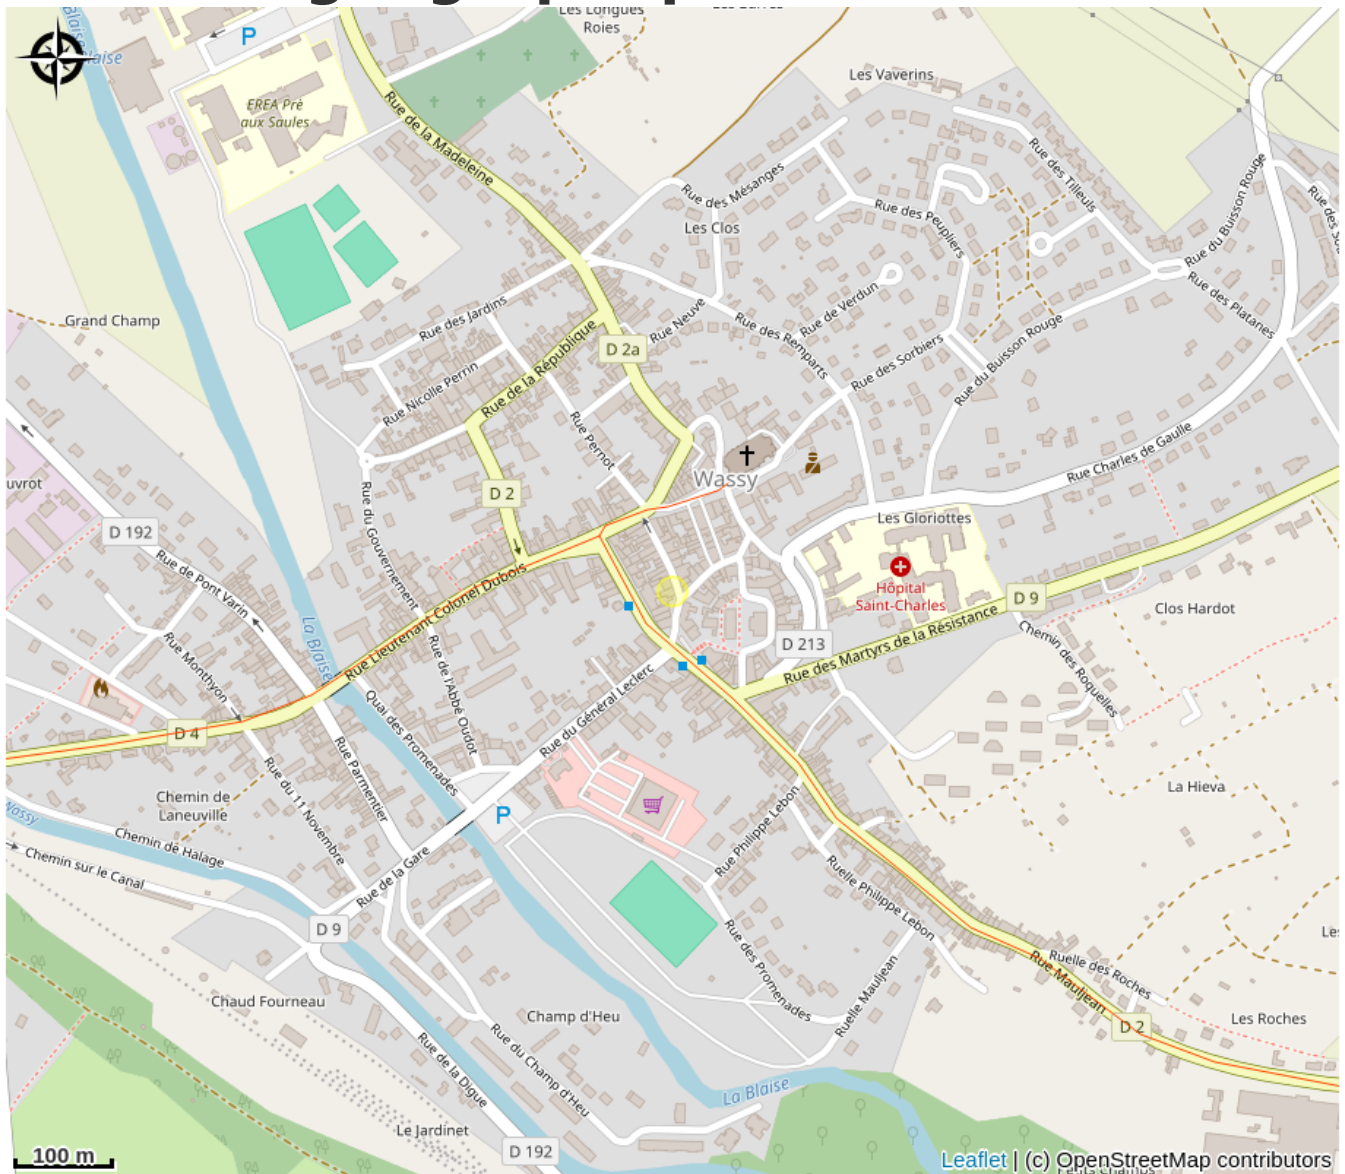 Les Longues
Roies
P
Blaise
Blaise
Les Vaverins
EREA Pré
aux Saules
Rue de la Madeleine
Rue des Tilleuls
Rue des Mésanges
Rue du Buisson Rouge
Rue des Peupliers
Les Clos
Rue des Platanes
Rue de Verdun
Grand Champ
Rue des Jardins
Rue Neuve
Rue des Remparts
D 2a
Rue de la République
Rue des Sorbiers
Rue du Buisson Rouge
Rue Nicolle Perrin
Rue Pernot
Rue Charles de Gaulle
Wassy
uvrot
D 2
Rue du Gouvernement
Les Gloriottes
D 192
Rue de Pont Varin
Hôpital
Saint-Charles
D 9
Clos Hardot
Rue Lieutenant Colonel Dubois
La Blaise
Rue Monthyon
Rue de l'Abbé Oudot
D 213
Rue des Martyrs de la Résistance
Chemin des Roquelles
Rue du Général Leclerc
Quai des Promenades
D 4
Rue Parmentier
Rue du 11 Novembre
La Hieva
Chemin de
Laneuville
Wassy
P
Rue Philippe Lebon
Chemin de Halage
Chemin sur le Canal
Rue de la Gare
Ruelle Philippe Lebon
D 9
Rue des Promenades
Ruelle Mauljean
Ruelle des Roches
Rue Mauljean
Chaud Fourneau
Champ d'Heu
D 2
Les Roches
Rue du Champ d'Heu
Rue de la Digue
La Blaise
Le Jardinet
D 192
100 m
Leaflet | (c) OpenStreetMap contributors